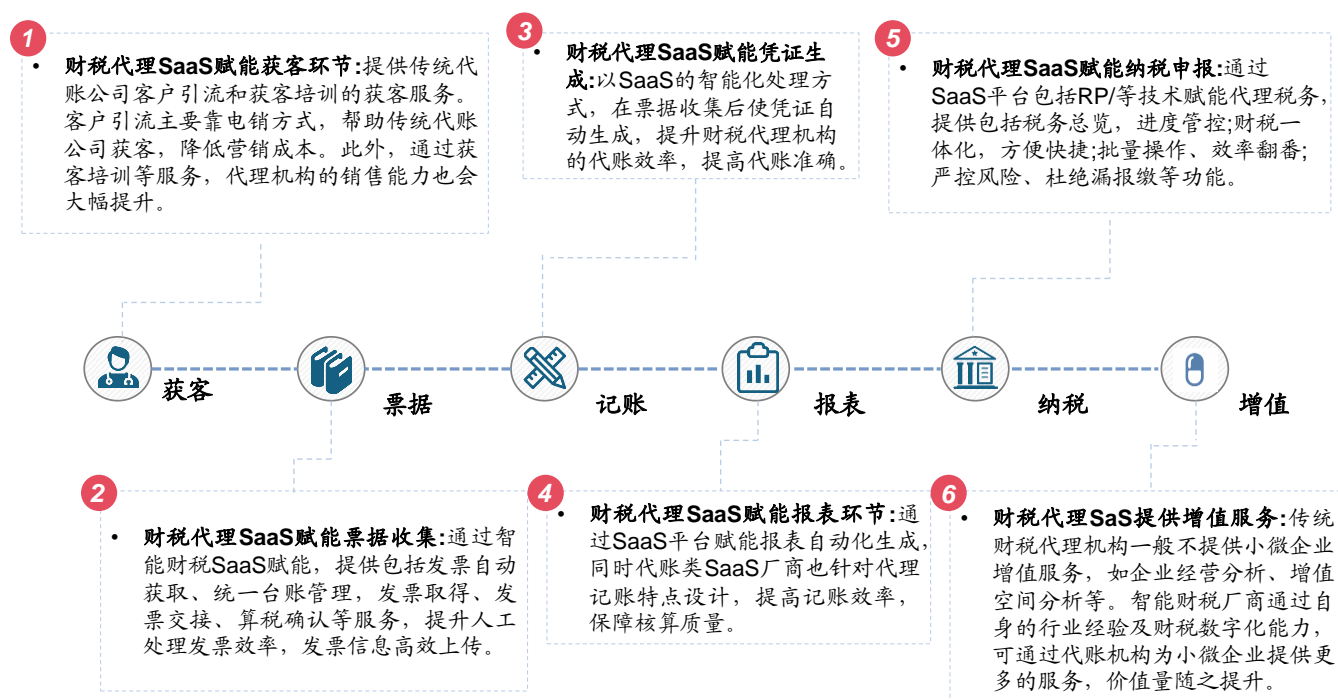 1
• 财税代理SaaS赋能获客环节:提供传统代
账公司客户引流和获客培训的获客服务。
客户引流主要靠电销方式，帮助传统代账
公司获客，降低营销成本。此外，通过获
客培训等服务，代理机构的销售能力也会
大幅提升。
3
• 财税代理SaaS赋能凭证生
成:以SaaS的智能化处理方
式，在票据收集后使凭证自
动生成，提升财税代理机构
的代账效率，提高代账准确。
5
• 财税代理SaaS赋能纳税申报:通过
SaaS平台包括RP/等技术赋能代理税务，
提供包括税务总览，进度管控;财税一
体化，方便快捷;批量操作、效率翻番;
严控风险、杜绝漏报缴等功能。
获客
票据
记账
报表
纳税
增值
2
• 财税代理SaaS赋能票据收集:通过智
能财税SaaS赋能，提供包括发票自动
获取、统一台账管理，发票取得、发
票交接、算税确认等服务，提升人工
处理发票效率，发票信息高效上传。
4
• 财税代理SaaS赋能报表环节:通
过SaaS平台赋能报表自动化生成，
同时代账类SaaS厂商也针对代理
记账特点设计，提高记账效率，
保障核算质量。
6
• 财税代理SaS提供增值服务:传统
财税代理机构一般不提供小微企业
增值服务，如企业经营分析、增值
空间分析等。智能财税厂商通过自
身的行业经验及财税数字化能力，
可通过代账机构为小微企业提供更
多的服务，价值量随之提升。